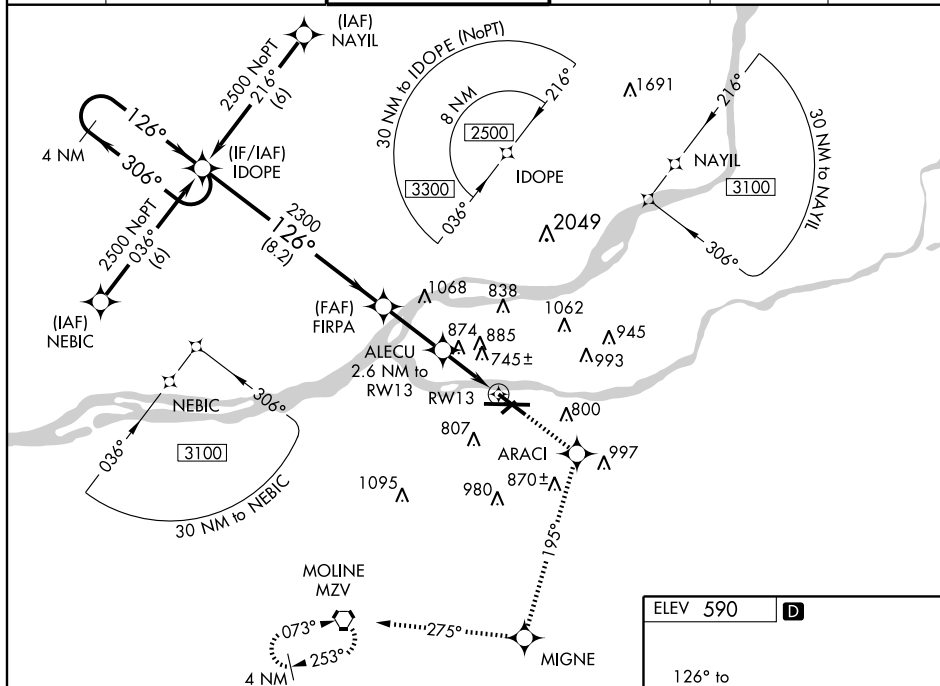 (IAF)
NAYIL
2500 NoPT
216°
(6)
126°
4 NM
306°
(IF/IAF)
IDOPE
2500 NoPT
036°
(6)
(IAF)
NEBIC
2300
126°
(8.2)
(FAF)
FIRPA
30 NM to IDOPE (NoPT)
8 NM
2500
3300
216°
036°
IDOPE
1691
2049
216°
NAYIL
3100
306°
30 NM to NAYIL
1068
838
1062
945
874
885
993
745±
ALECU
2.6 NM to
RW13
RW13
800
807
ARACI
997
870±
1095
980
NEBIC
306°
036°
3100
30 NM to NEBIC
195°
MOLINE
MZV
073°
253°
4 NM
275°
MIGNE
ELEV 590
D
126° to